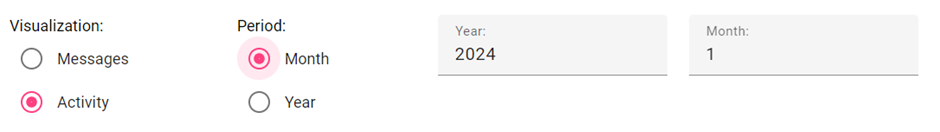 Visualization:
Messages
Activity
Period:
Month
Year
Year:
2024
Month:
1